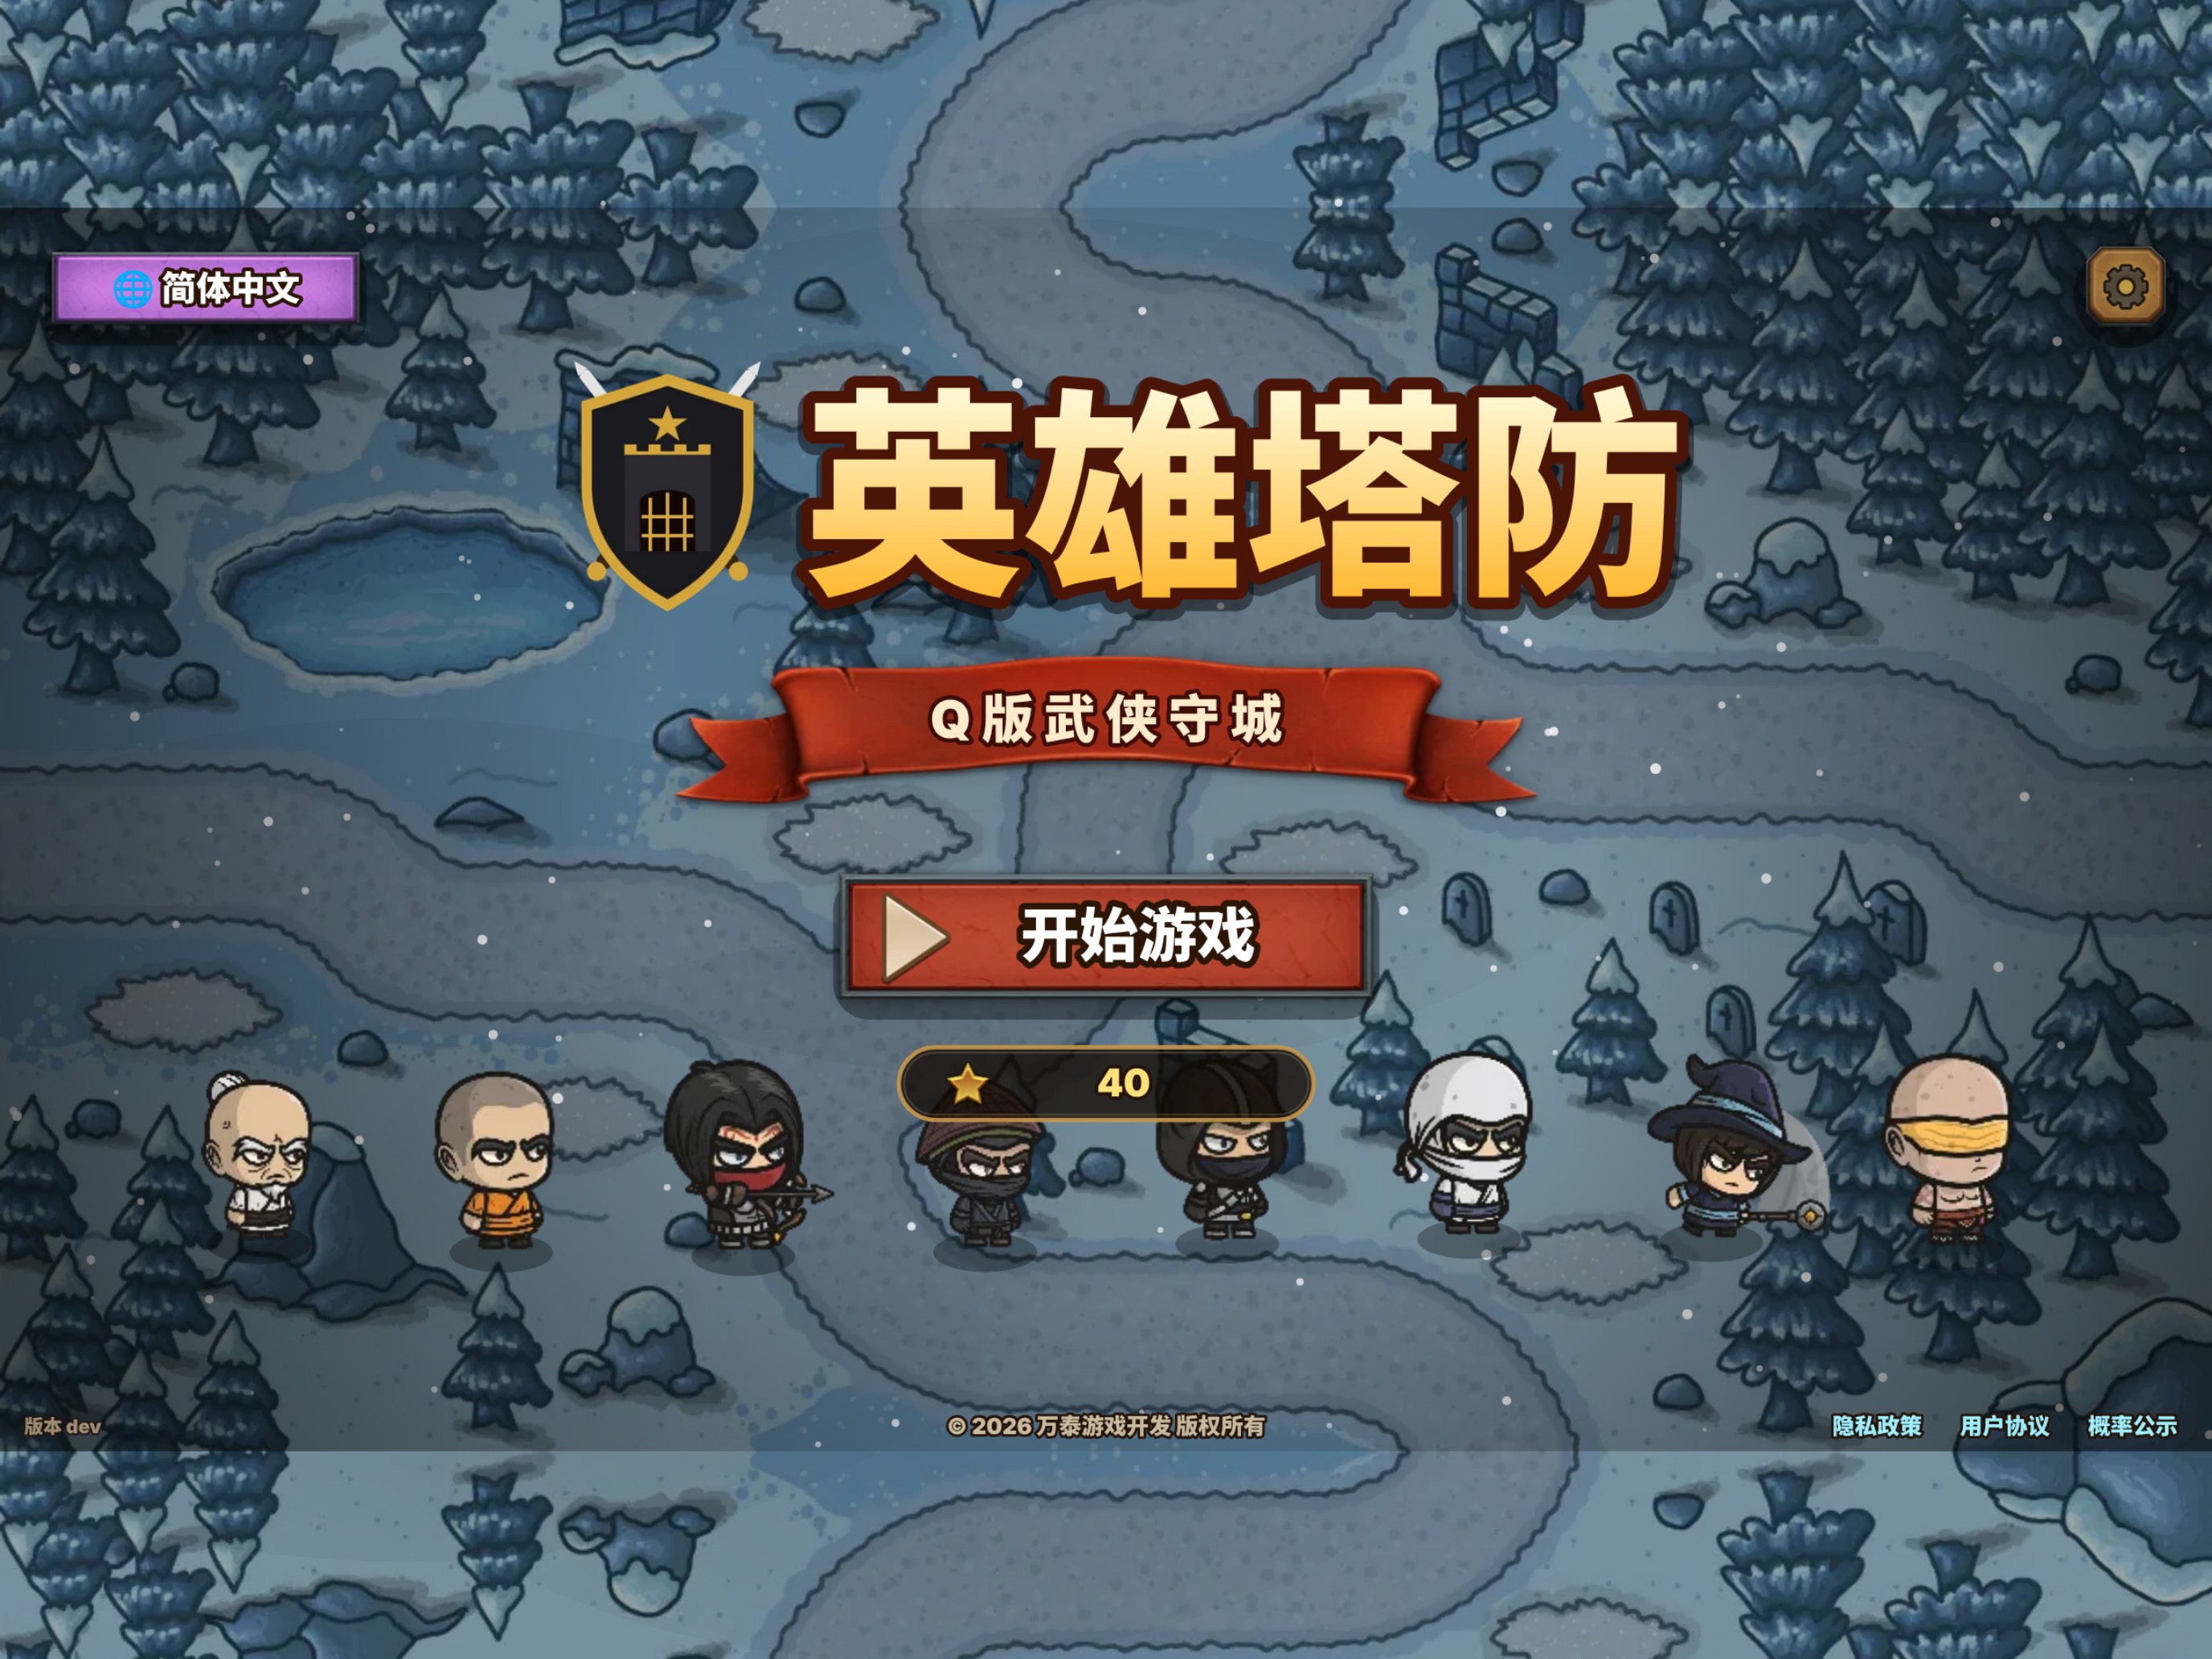 简体中文
英雄塔防
Q版武侠守城
开始游戏
40
版本 dev
© 2026 万泰游戏开发 版权所有
隐私政策 用户协议 概率公示